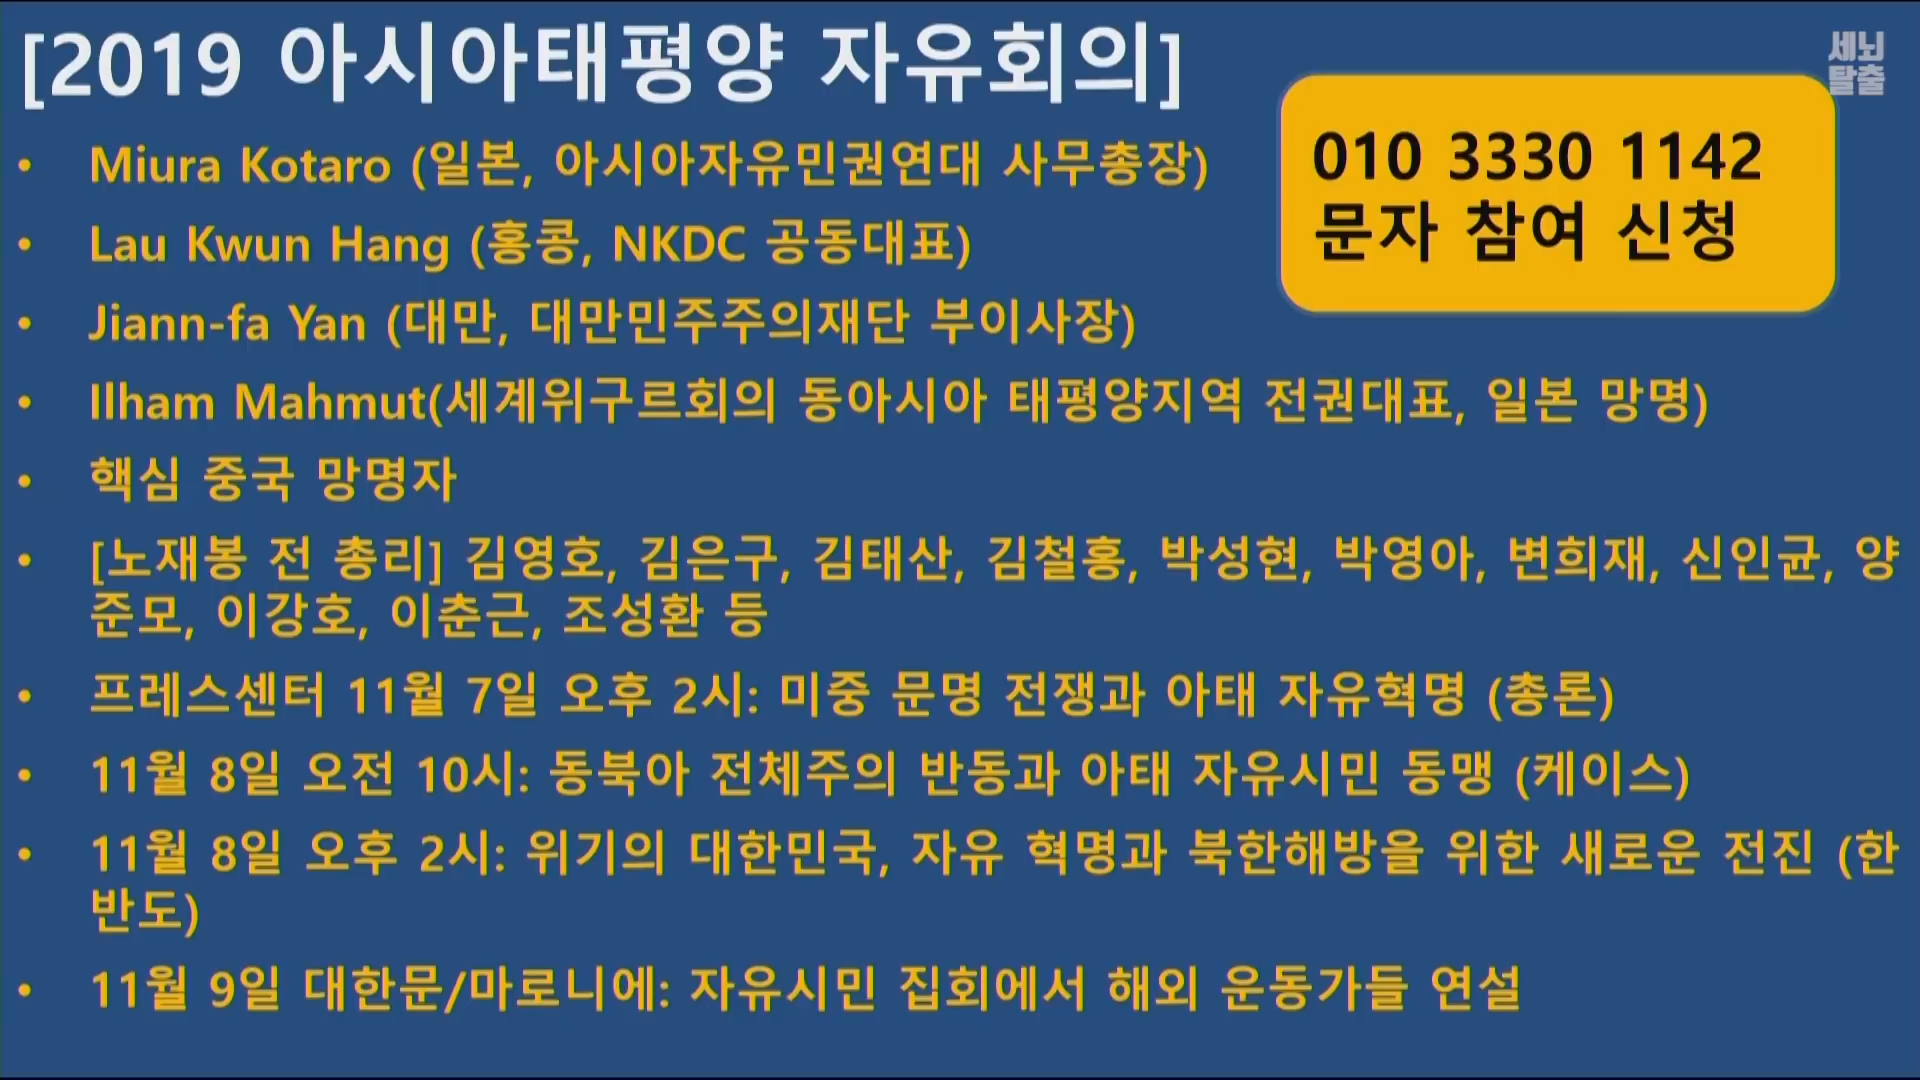 [2019 아시아태평양 자유회의]
세뇌
탈출
010 3330 1142
문자 참여 신청
• Miura Kotaro (일본, 아시아자유민권연대 사무총장)
• Lau Kwun Hang (홍콩, NKDC 공동대표)
• Jiann-fa Yan (대만, 대만민주주의재단 부이사장)
• Ilham Mahmut(세계위구르회의 동아시아 태평양지역 전권대표, 일본 망명)
• 핵심 중국 망명자
• [노재봉 전 총리] 김영호, 김은구, 김태산, 김철홍, 박성현, 박영아, 변희재, 신인균, 양
준모, 이강호, 이춘근, 조성환 등
• 프레스센터 11월 7일 오후 2시: 미중 문명 전쟁과 아태 자유혁명 (총론)
• 11월 8일 오전 10시: 동북아 전체주의 반동과 아태 자유시민 동맹 (케이스)
• 11월 8일 오후 2시: 위기의 대한민국, 자유 혁명과 북한해방을 위한 새로운 전진 (한
반도)
• 11월 9일 대한문/마로니에: 자유시민 집회에서 해외 운동가들 연설